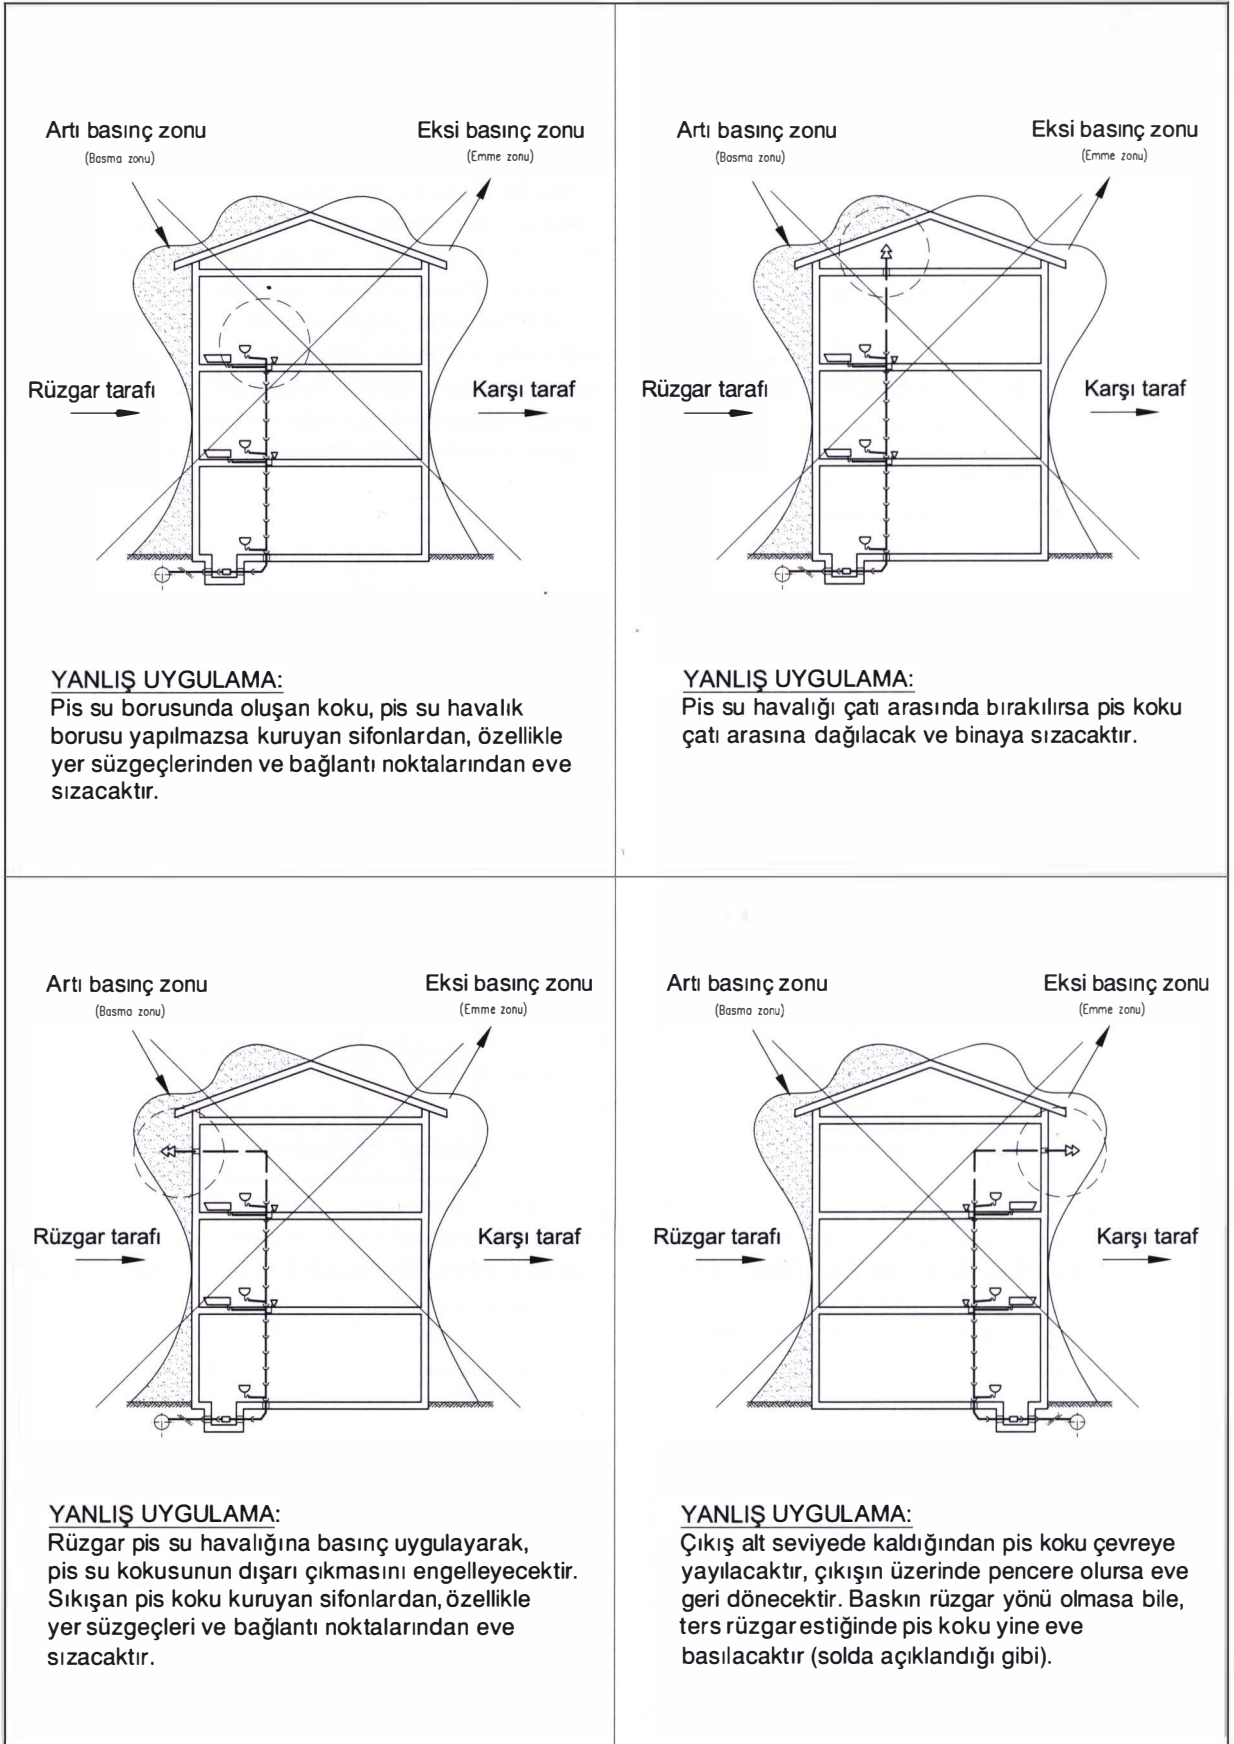 Artı basınç zonu
(Basma zonu)
Eksi basınç zonu
(Emme zonu)
Rüzgar tarafı
Karşı taraf
YANLIŞ UYGULAMA:
Pis su borusunda oluşan koku, pis su havalık
borusu yapılmazsa kuruyan sifonlardan, özellikle
yer süzgeçlerinden ve bağlantı noktalarından eve
sızacaktır.
Artı basınç zonu
(Basma zonu)
Eksi basınç zonu
(Emme zonu)
Rüzgar tarafı
Karşı taraf
YANLIŞ UYGULAMA:
Pis su havalığı çatı arasında bırakılırsa pis koku
çatı arasına dağılacak ve binaya sızacaktır.
Artı basınç zonu
(Basma zonu)
Eksi basınç zonu
(Emme zonu)
Rüzgar tarafı
Karşı taraf
YANLIŞ UYGULAMA:
Rüzgar pis su havalığına basınç uygulayarak,
pis su kokusunun dışarı çıkmasını engelleyecektir.
Sıkışan pis koku kuruyan sifonlardan, özellikle
yer süzgeçleri ve bağlantı noktalarından eve
sızacaktır.
Artı basınç zonu
(Basma zonu)
Eksi basınç zonu
(Emme zonu)
Rüzgar tarafı
Karşı taraf
YANLIŞ UYGULAMA:
Çıkış alt seviyede kaldığından pis koku çevreye
yayılacaktır, çıkışın üzerinde pencere olursa eve
geri dönecektir. Baskın rüzgar yönü olmasa bile,
ters rüzgar estiğinde pis koku yine eve
basılacaktır (solda açıklandığı gibi).